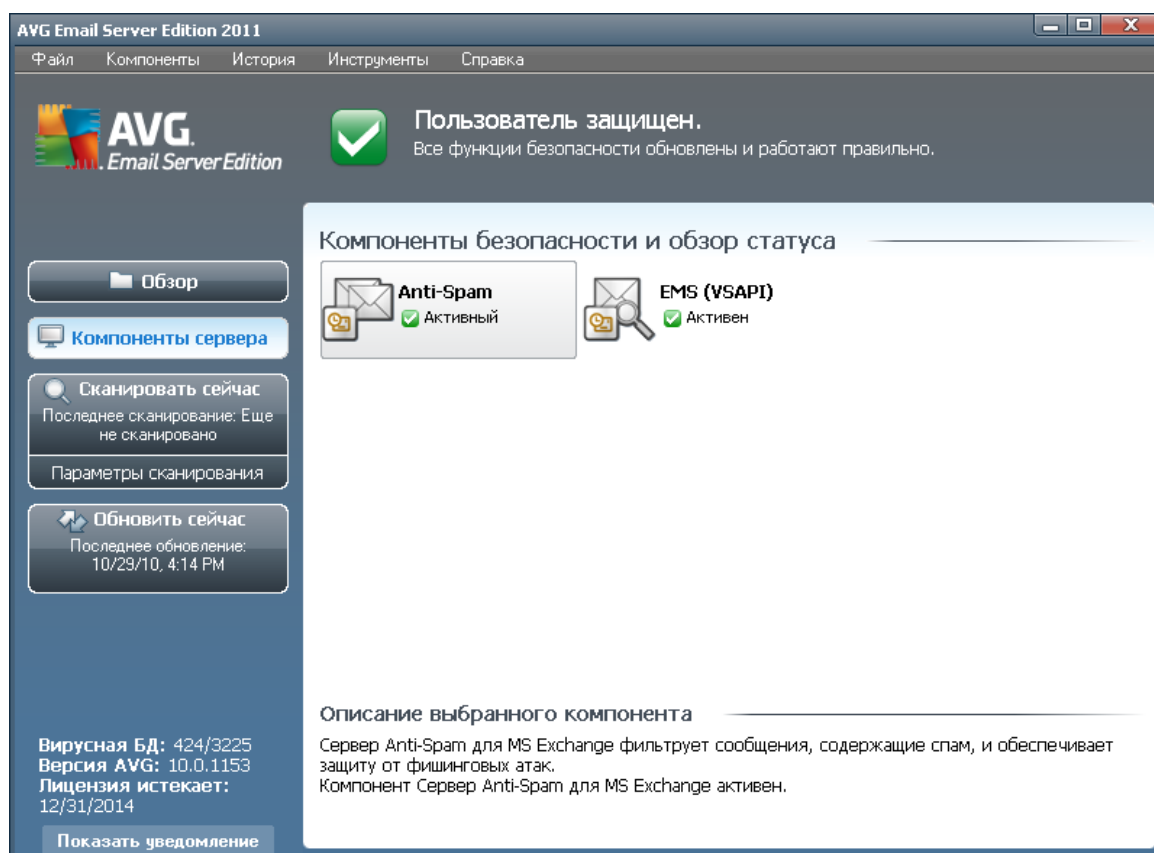 AVG Email Server Edition 2011
Файл Компоненты История Инструменты Справка
AVG.
Email Server Edition
Пользователь защищен.
Все функции безопасности обновлены и работают правильно.
Обзор
Компоненты сервера
Сканировать сейчас
Последнее сканирование: Еще
не сканировано
Параметры сканирования
Обновить сейчас
Последнее обновление:
10/29/10, 4:14 PM
Вирусная БД: 424/3225
Версия AVG: 10.0.1153
Лицензия истекает:
12/31/2014
Показать уведомление
Компоненты безопасности и обзор статуса
Anti-Spam
Активный
EMS (VSAPI)
Активен
Описание выбранного компонента
Сервер Anti-Spam для MS Exchange фильтрует сообщения, содержащие спам, и обеспечивает
защиту от фишинговых атак.
Компонент Сервер Anti-Spam для MS Exchange активен.